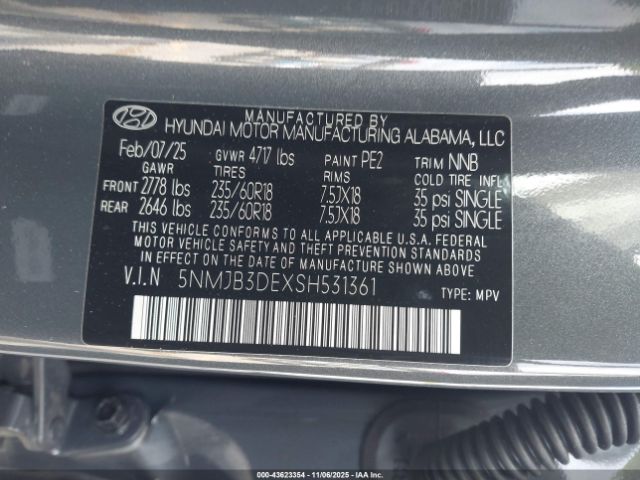 MANUFACTURED BY
HYUNDAI MOTOR MANUFACTURING ALABAMA, LLC
Feb/07/25 GVWR 4717 lbs PAINT PE2 TRIM NNB
GAWR TIRES RIMS COLD TIRE INFL
FRONT 2778 lbs 235/60R18 7.5JX18 35 psi SINGLE
REAR 2646 lbs 235/60R18 7.5JX18 35 psi SINGLE
THIS VEHICLE CONFORMS TO ALL APPLICABLE U.S.A. FEDERAL
MOTOR VEHICLE SAFETY AND THEFT PREVENTION STANDARDS
IN EFFECT ON THE DATE OF MANUFACTURE SHOWN ABOVE.
V.I.N 5NMJB3DEXSH531361 TYPE: MPV
© IAA - 43623354 - 11/06/2025 - IAAI.com